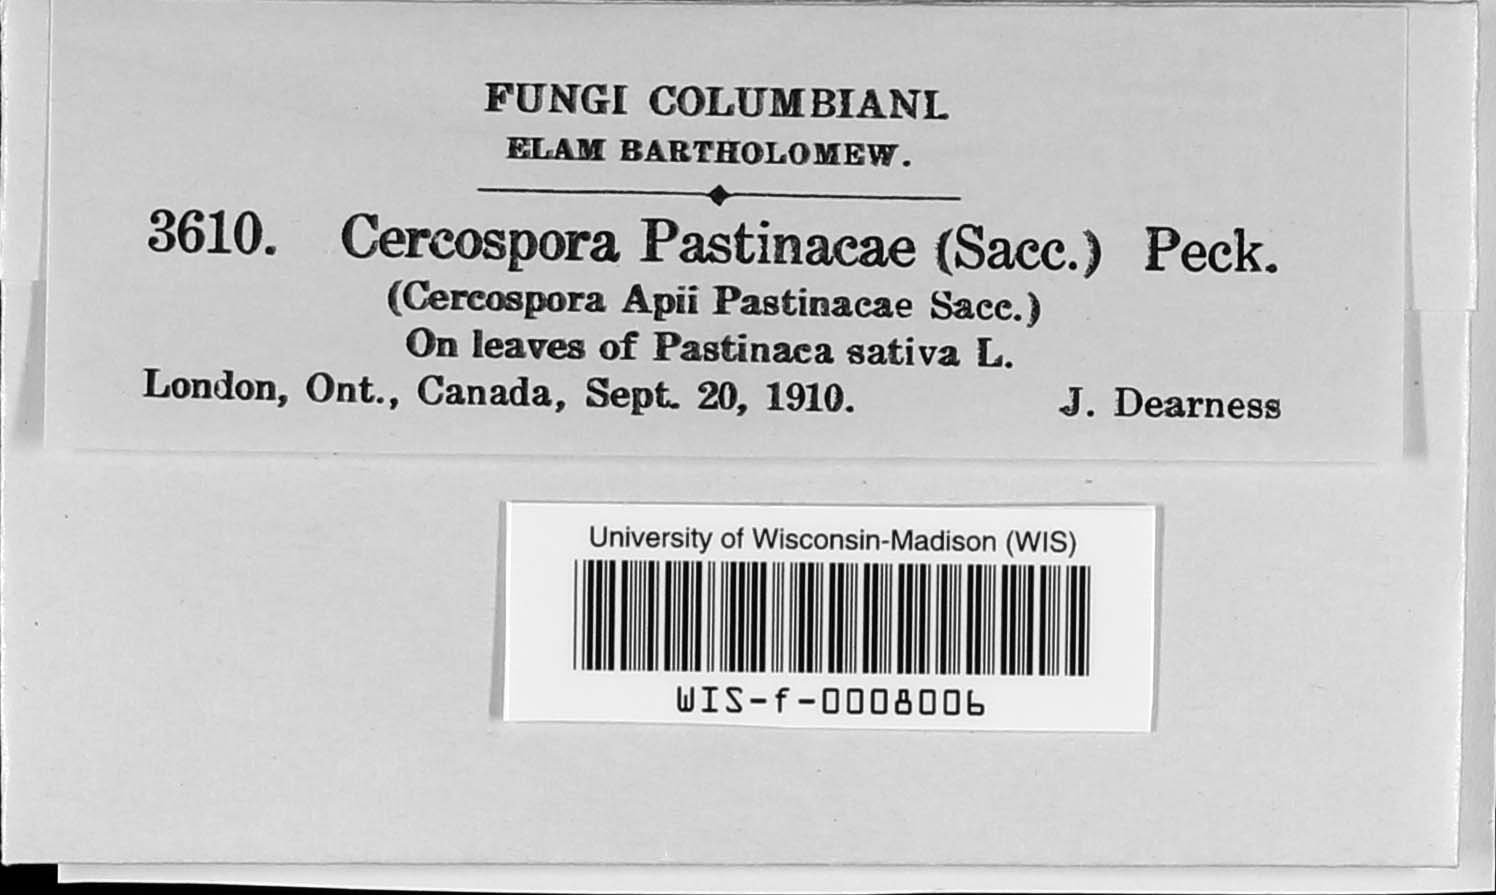 FUNGI COLUMBIANI.
ELAM BARTHOLOMEW.
3610. Cercospora Pastinacae (Sacc.) Peck.
(Cercospora Apii Pastinacae Sacc.)
On leaves of Pastinaca sativa L.
London, Ont., Canada, Sept. 20, 1910. J. Dearness
University of Wisconsin-Madison (WIS)
WIS-f-0008006